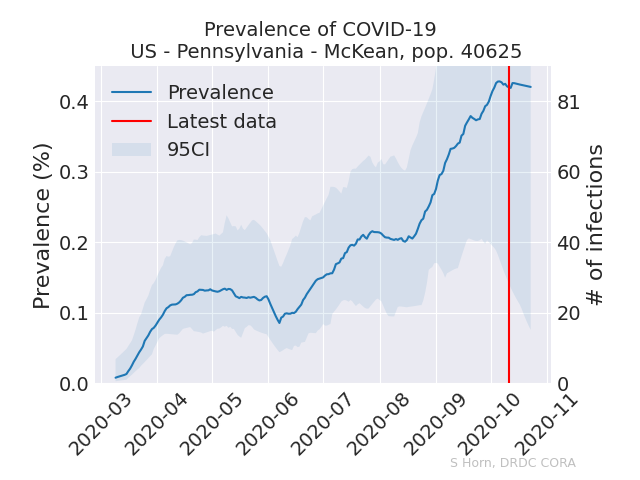 Prevalence of COVID-19
US - Pennsylvania - McKean, pop. 40625
Prevalence
Latest data
95CI
Prevalence (%)
0.4
0.3
0.2
0.1
0.0
81
60
40
20
0
# of infections
2020-03
2020-04
2020-05
2020-06
2020-07
2020-08
2020-09
2020-10
2020-11
S Horn, DRDC CORA